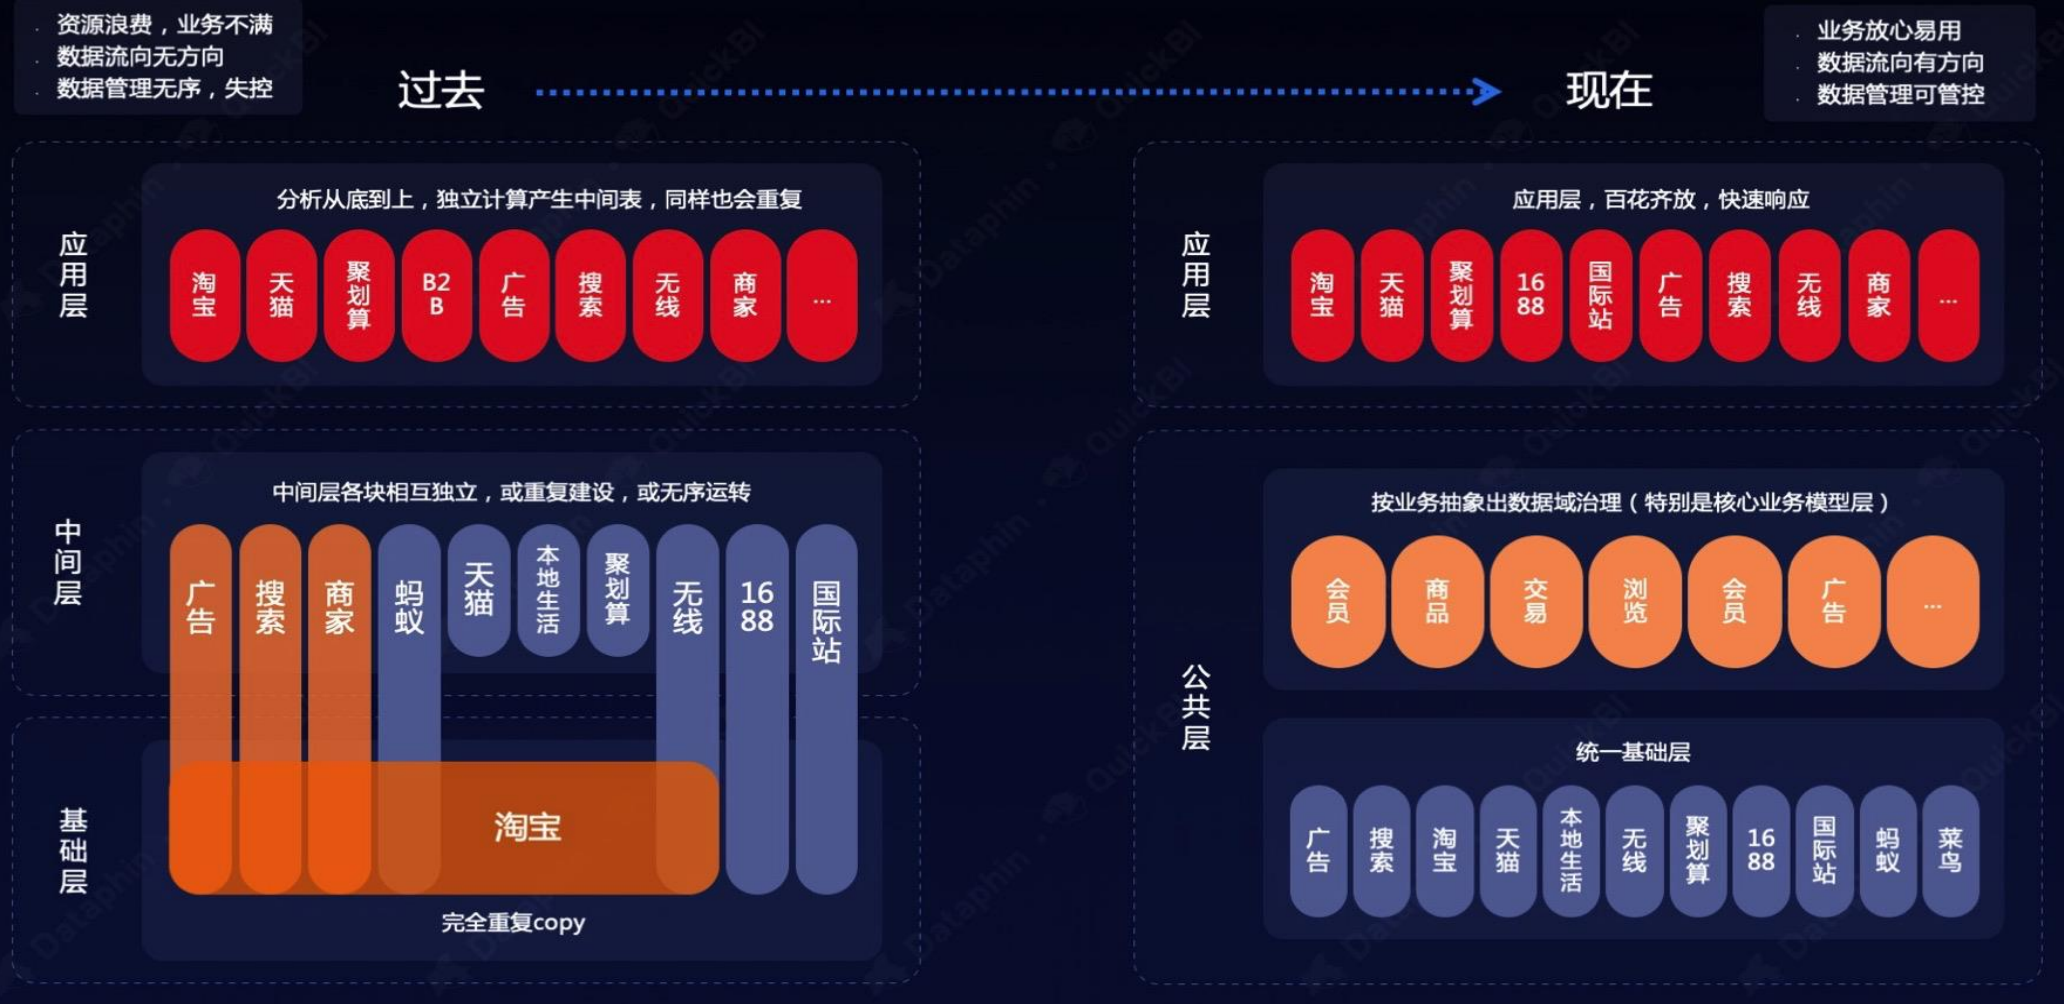 资源浪费，业务不满
数据流向无方向
数据管理无序，失控
过去
现在
业务放心易用
数据流向有方向
数据管理可管控
应用层
分析从底到上，独立计算产生中间表，同样也会重复
淘宝
天猫
聚划算
B2B
广告
搜索
无线
商家
...
中间层
中间层各块相互独立，或重复建设，或无序运转
广告
搜索
商家
蚂蚁
天猫
本地生活
聚划算
无线
1688
国际站
基础层
淘宝
完全重复copy
应用层
应用层，百花齐放，快速响应
淘宝
天猫
聚划算
1688
国际站
广告
搜索
无线
商家
...
公共层
按业务抽象出数据域治理（特别是核心业务模型层）
会员
商品
交易
浏览
会员
广告
...
统一基础层
广告
搜索
淘宝
天猫
本地生活
无线
聚划算
1688
国际站
蚂蚁
菜鸟
Dataphin · QuickBI